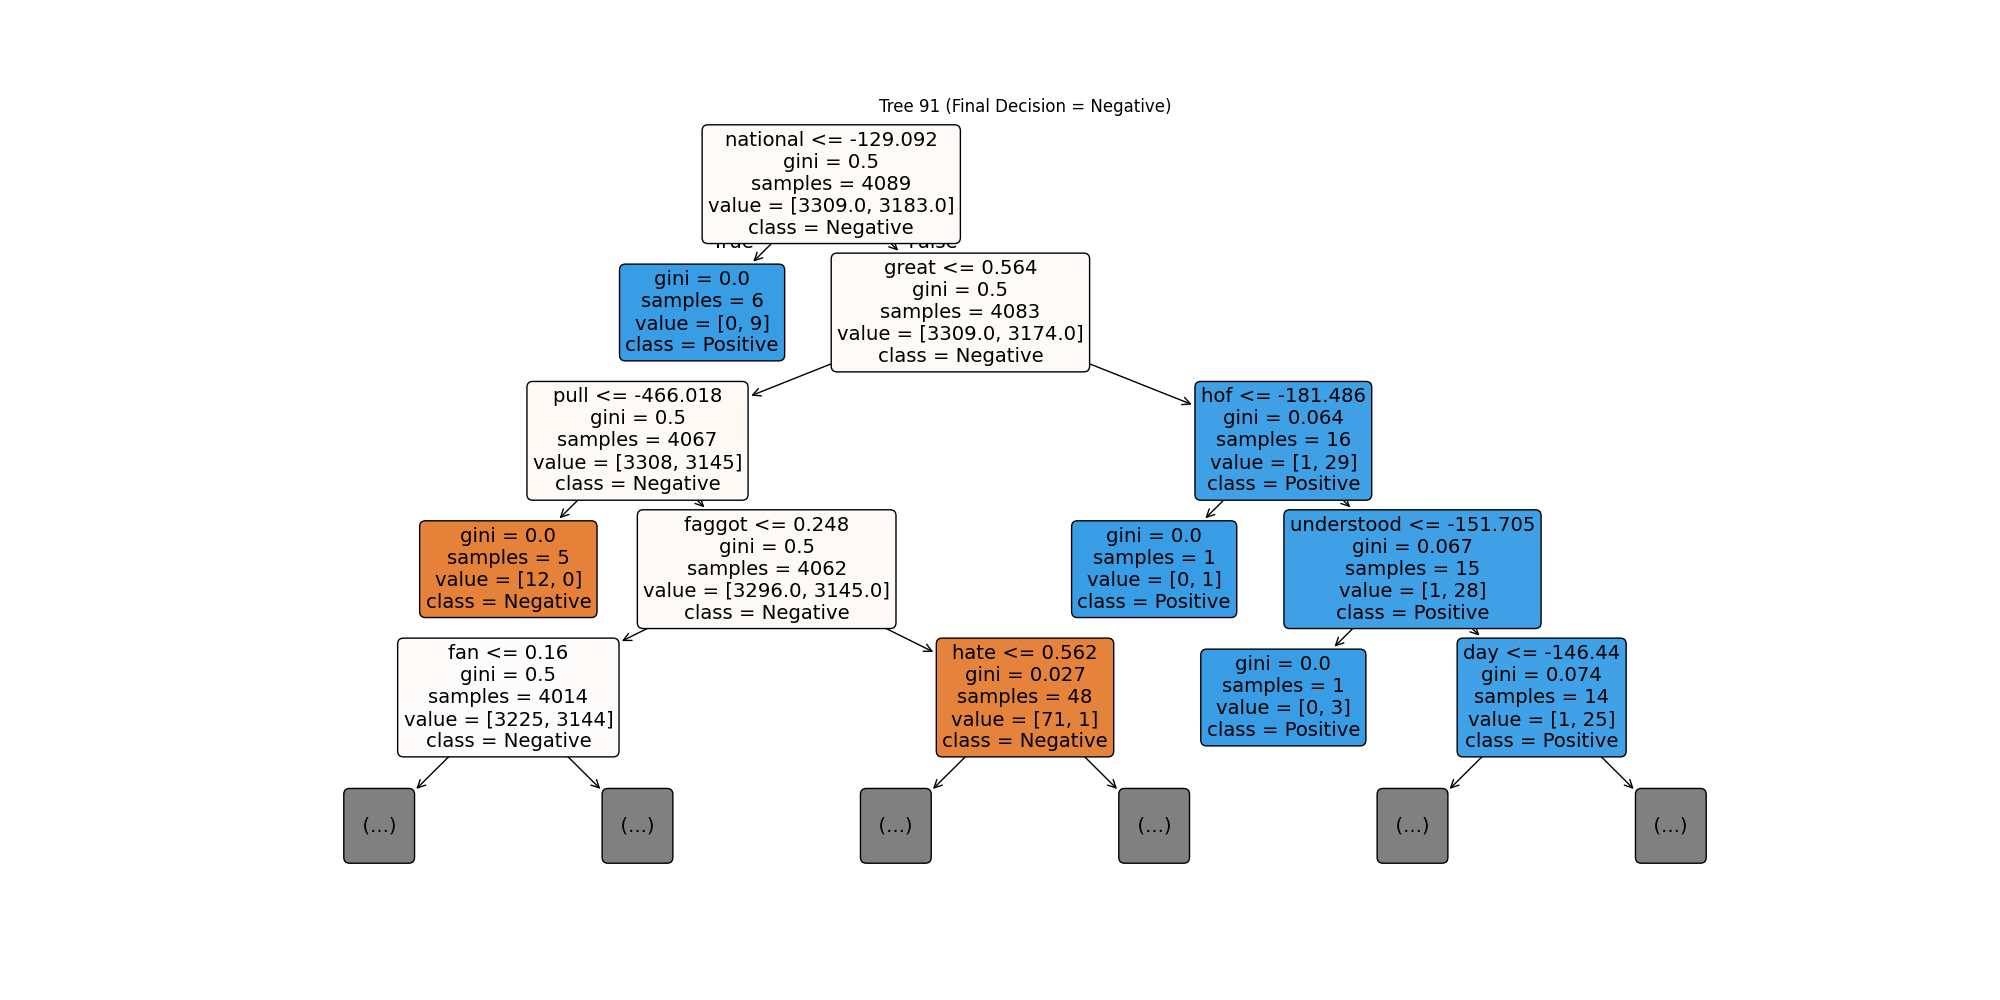 Tree 91 (Final Decision = Negative)
national <= -129.092
gini = 0.5
samples = 4089
value = [3309.0, 3183.0]
class = Negative
True
False
gini = 0.0
samples = 6
value = [0, 9]
class = Positive
great <= 0.564
gini = 0.5
samples = 4083
value = [3309.0, 3174.0]
class = Negative
pull <= -466.018
gini = 0.5
samples = 4067
value = [3308, 3145]
class = Negative
hof <= -181.486
gini = 0.064
samples = 16
value = [1, 29]
class = Positive
gini = 0.0
samples = 5
value = [12, 0]
class = Negative
faggot <= 0.248
gini = 0.5
samples = 4062
value = [3296.0, 3145.0]
class = Negative
gini = 0.0
samples = 1
value = [0, 1]
class = Positive
understood <= -151.705
gini = 0.067
samples = 15
value = [1, 28]
class = Positive
fan <= 0.16
gini = 0.5
samples = 4014
value = [3225, 3144]
class = Negative
hate <= 0.562
gini = 0.027
samples = 48
value = [71, 1]
class = Negative
gini = 0.0
samples = 1
value = [0, 3]
class = Positive
day <= -146.44
gini = 0.074
samples = 14
value = [1, 25]
class = Positive
(...)
(...)
(...)
(...)
(...)
(...)